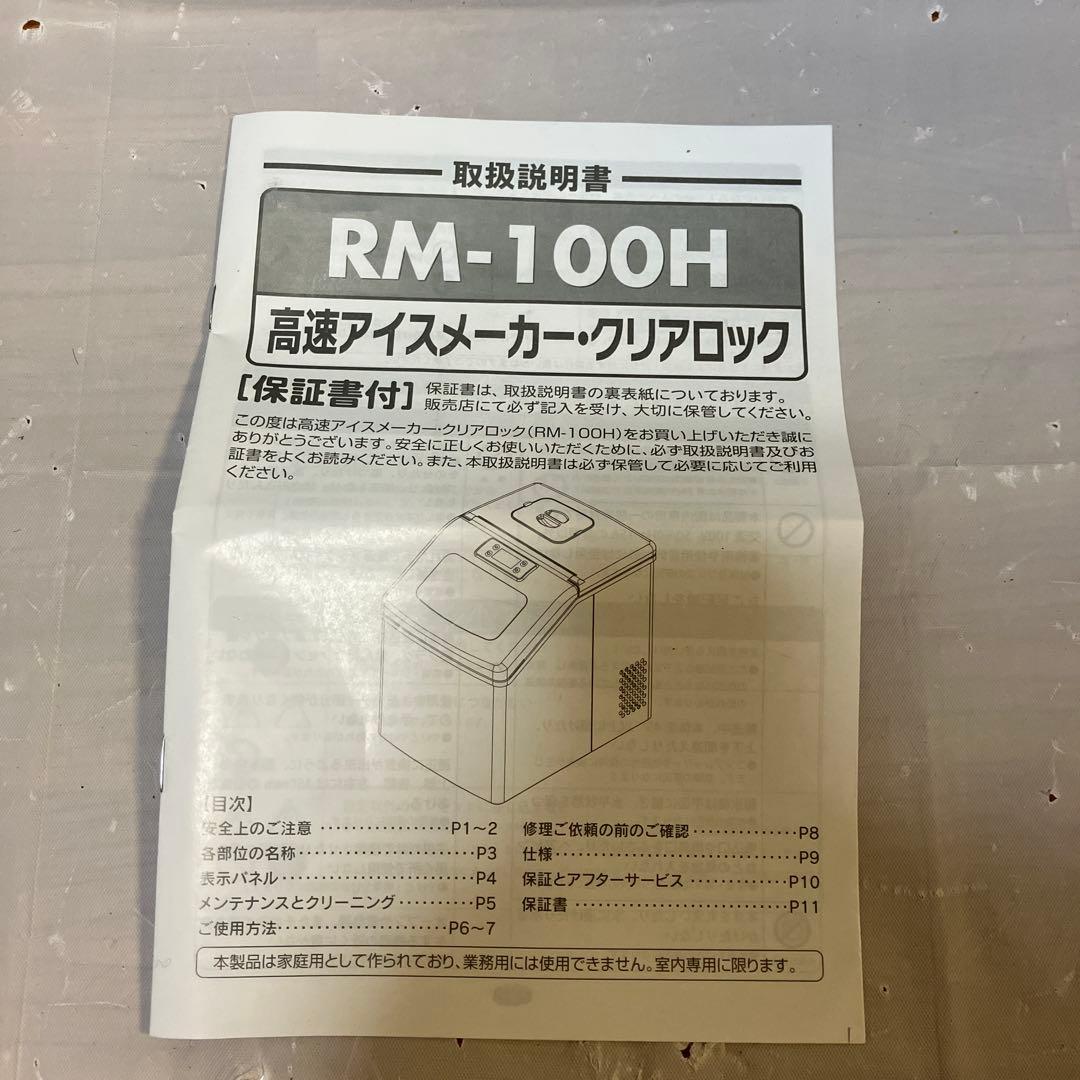 取扱説明書
RM-100H
高速アイスメーカー・クリアロック
[保証書付]
保証書は、取扱説明書の裏表紙についております。
販売店にて必ず記入を受け、大切に保管してください。
この度は高速アイスメーカー・クリアロック(RM-100H)をお買い上げいただき誠に
ありがとうございます。安全に正しくお使いいただくために、必ず取扱説明書及びお
証書をよくお読みください。また、本取扱説明書は必ず保管して必要に応じてご利用
ください。
【目次】
安全上のご注意 ················P1～2
各部位の名称······················P3
表示パネル························P4
メンテナンスとクリーニング··········P5
ご使用方法·····················P6～7
修理ご依頼の前のご確認·············P8
仕様······························P9
保証とアフターサービス ············P10
保証書 ··························P11
本製品は家庭用として作られており、業務用には使用できません。室内専用に限ります。